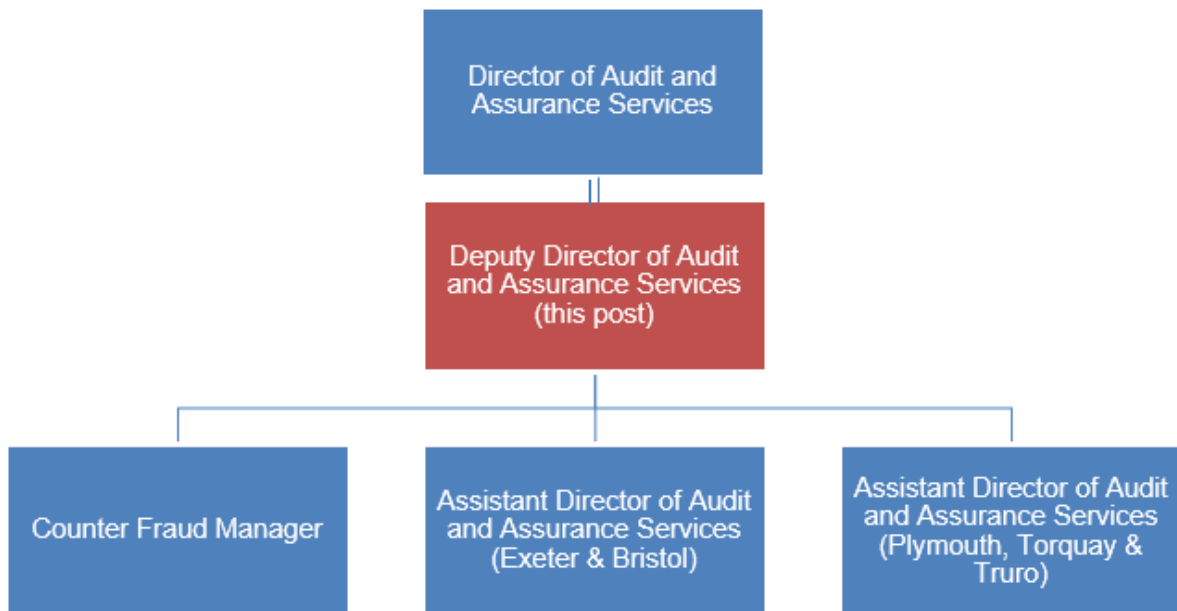 Director of Audit and
Assurance Services
Deputy Director of Audit
and Assurance Services
(this post)
Counter Fraud Manager
Assistant Director of Audit
and Assurance Services
(Exeter & Bristol)
Assistant Director of Audit
and Assurance Services
(Plymouth, Torquay &
Truro)